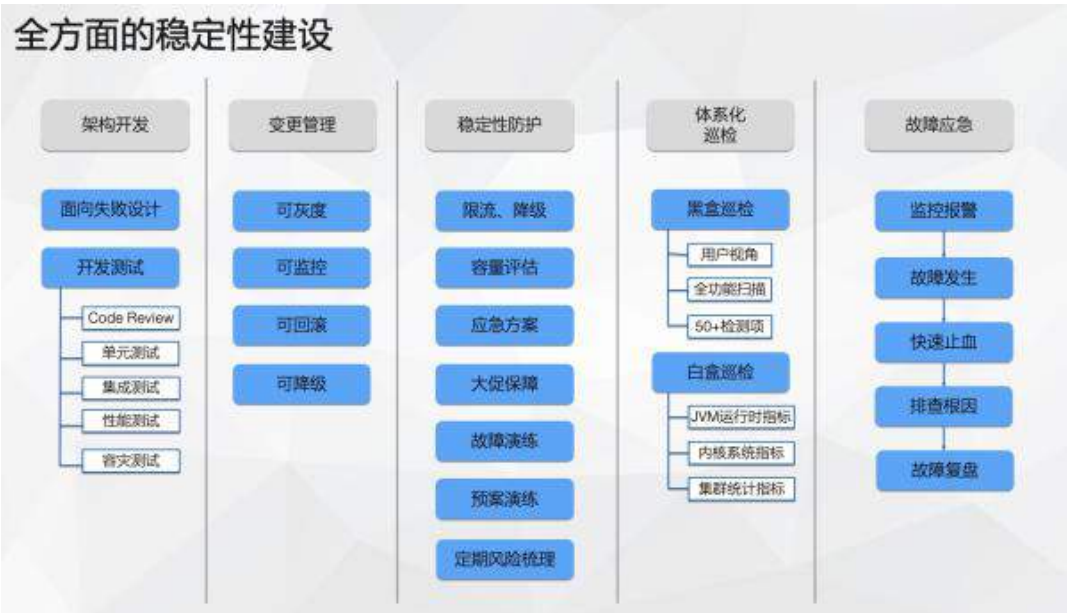 全方面的稳定性建设
架构开发
面向失败设计
开发测试
Code Review
单元测试
集成测试
性能测试
容灾测试
变更管理
可灰度
可监控
可回滚
可降级
稳定性防护
限流、降级
容量评估
应急方案
大促保障
故障演练
预案演练
定期风险梳理
体系化
巡检
黑盒巡检
用户视角
全功能扫描
50+检测项
白盒巡检
JVM运行时指标
内核系统指标
集群统计指标
故障应急
监控报警
故障发生
快速止血
排查根因
故障复盘